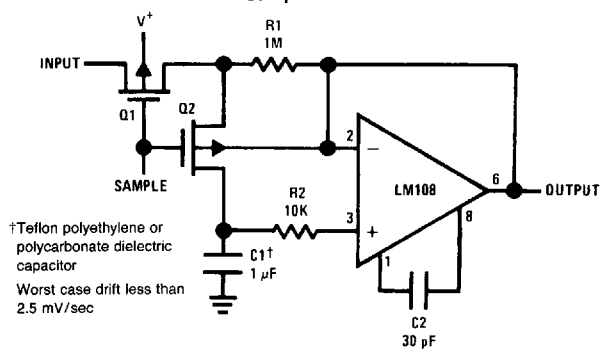 V+
R1
1M
INPUT
Q1
Q2
SAMPLE
2
−
LM108
6
OUTPUT
8
R2
10K
3
+
1
C1†
1 µF
C2
30 pF
†Teflon polyethylene or
polycarbonate dielectric
capacitor
Worst case drift less than
2.5 mV/sec